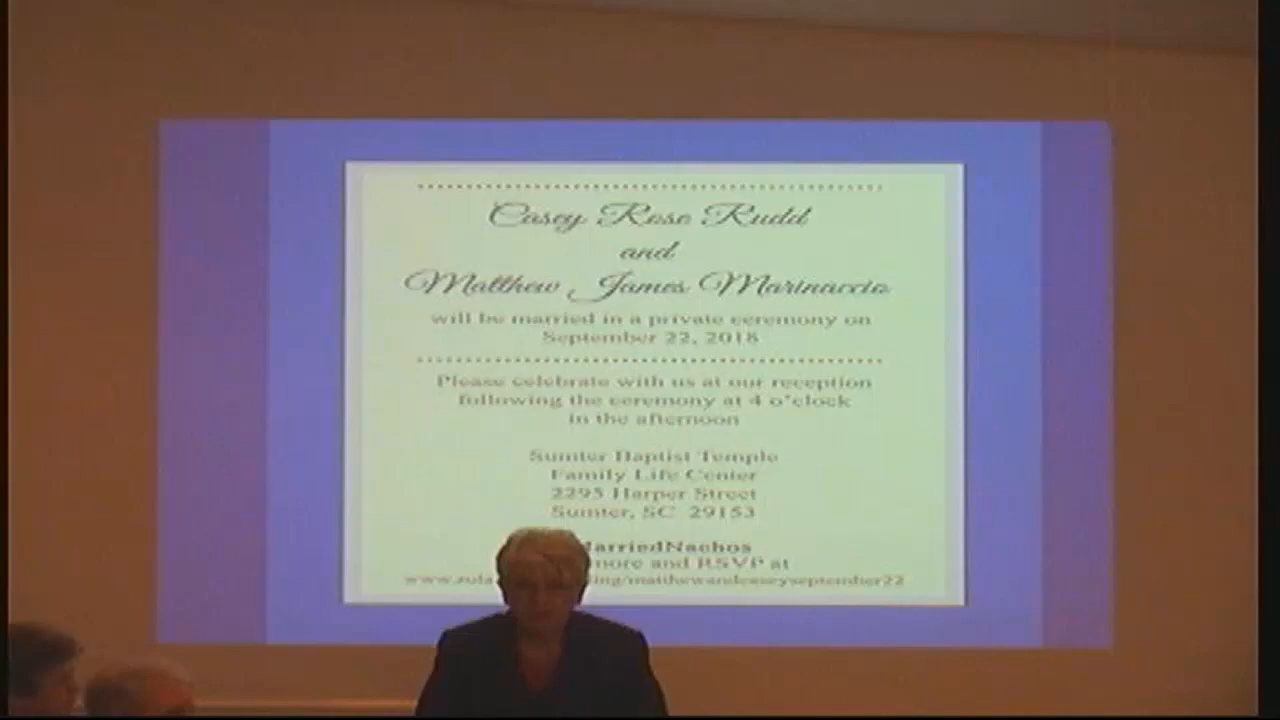 Casey Rose Rudd
and
Matthew James Marinaccio
will be married in a private ceremony on
September 22, 2018
Please celebrate with us at our reception
following the ceremony at 4 o'clock
in the afternoon
Sumter Baptist Temple
Family Life Center
2295 Harper Street
Sumter, SC 29153
MarriedNachos
more and RSVP at
ing/matthewandcaseyseptember22